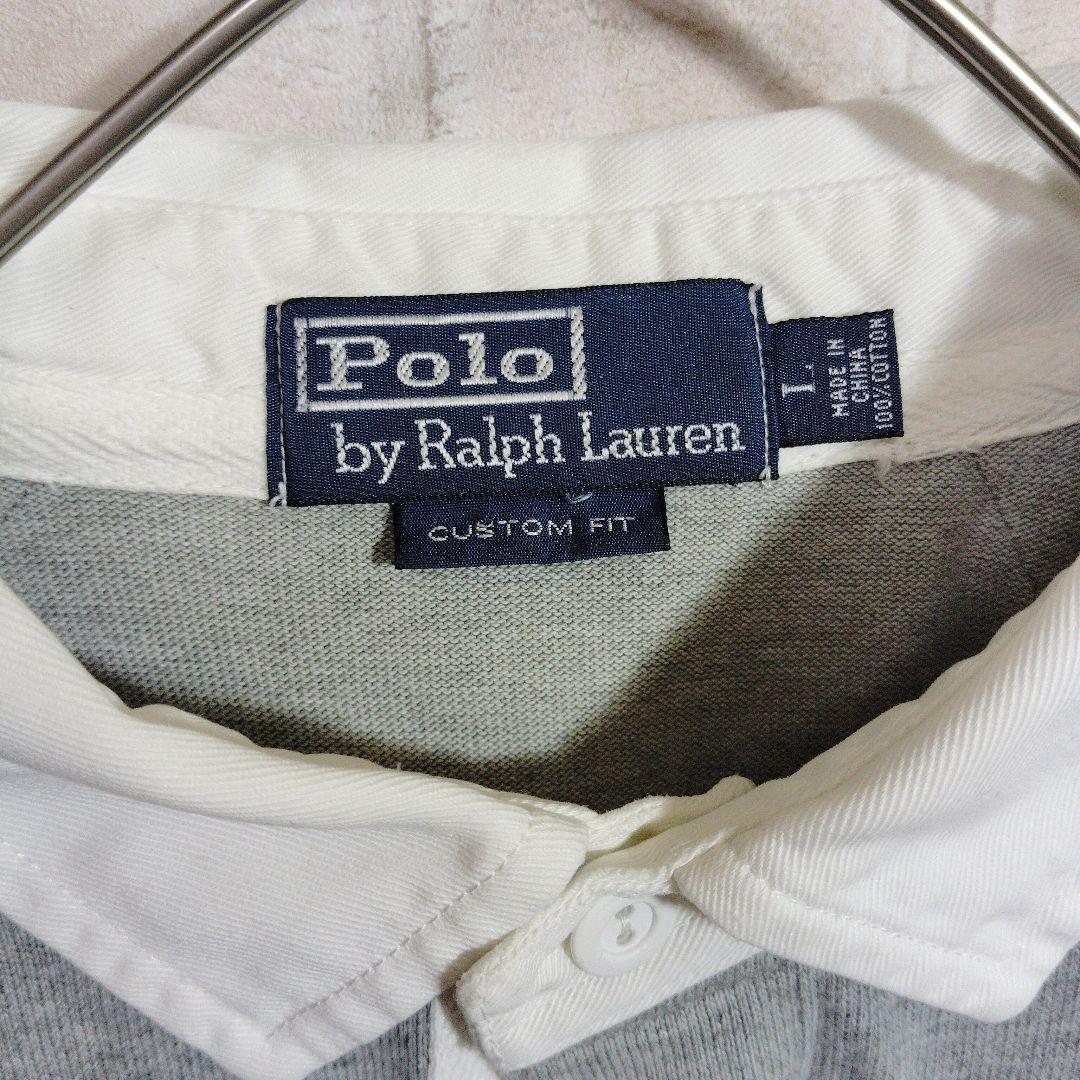 Polo
by Ralph Lauren
CUSTOM FIT
L
MADE IN
CHINA
100% COTTON